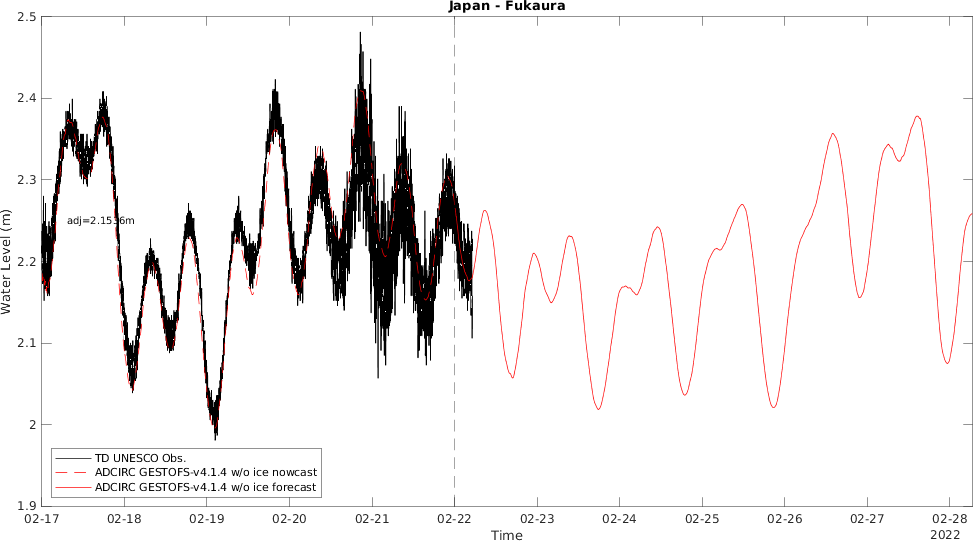 Japan - Fukaura
2.5
2.4
2.3
2.2
2.1
2
1.9
Water Level (m)
adj=2.1536m
TD UNESCO Obs.
ADCIRC GESTOFS-v4.1.4 w/o ice nowcast
ADCIRC GESTOFS-v4.1.4 w/o ice forecast
02-17 02-18 02-19 02-20 02-21 02-22 02-23 02-24 02-25 02-26 02-27 02-28
Time 2022